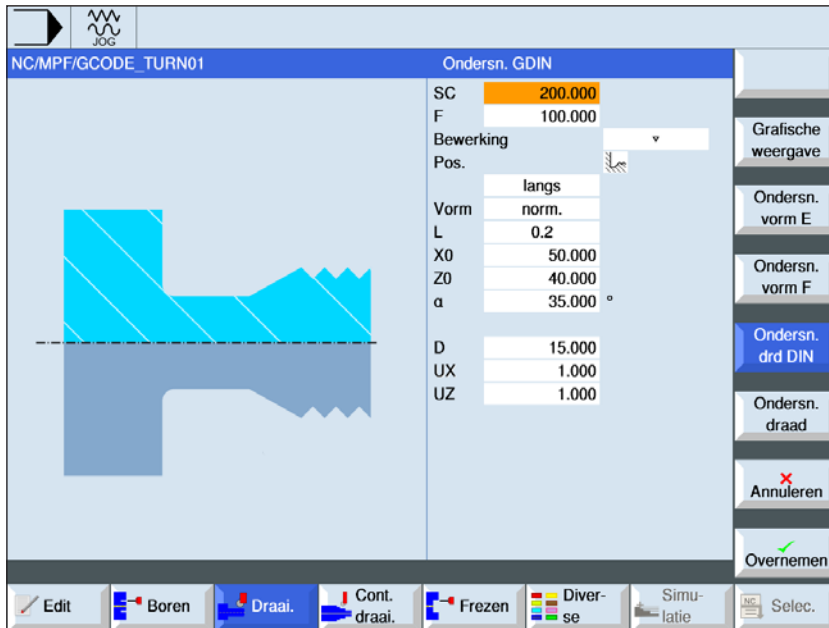 JOG
NC/MPF/GCODE_TURN01
Ondersn. GDIN
SC 200.000
F 100.000
Bewerking ▿
Pos.
langs
Vorm norm.
L 0.2
X0 50.000
Z0 40.000
α 35.000 °
D 15.000
UX 1.000
UZ 1.000
Grafische
weergave
Ondersn.
vorm E
Ondersn.
vorm F
Ondersn.
drd DIN
Ondersn.
draad
Annuleren
Overnemen
Edit
Boren
Draai.
Cont.
draai.
Frezen
Diver-
se
Simu-
latie
NC
Selec.